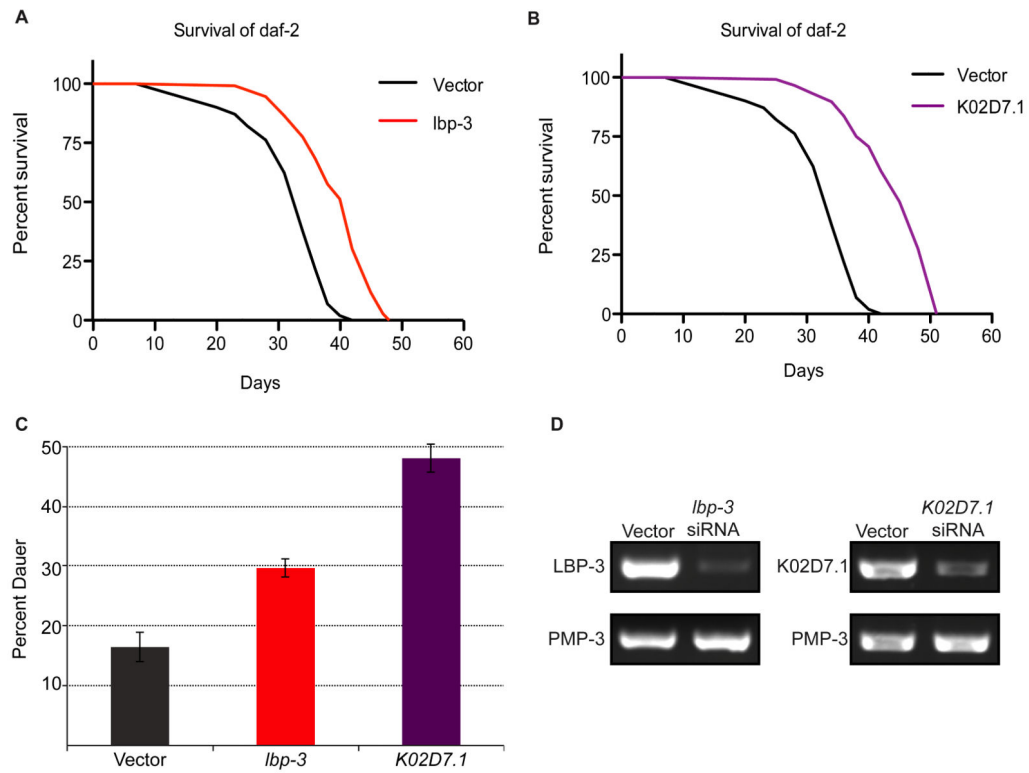 A
Survival of daf-2
Percent survival
100
75
50
25
0
0 10 20 30 40 50 60
Days
Vector
lbp-3
B
Survival of daf-2
Percent survival
100
75
50
25
0
0 10 20 30 40 50 60
Days
Vector
K02D7.1
C
Percent Dauer
50
40
30
20
10
Vector lbp-3 K02D7.1
D
Vector lbp-3 siRNA
LBP-3
PMP-3
Vector K02D7.1 siRNA
K02D7.1
PMP-3